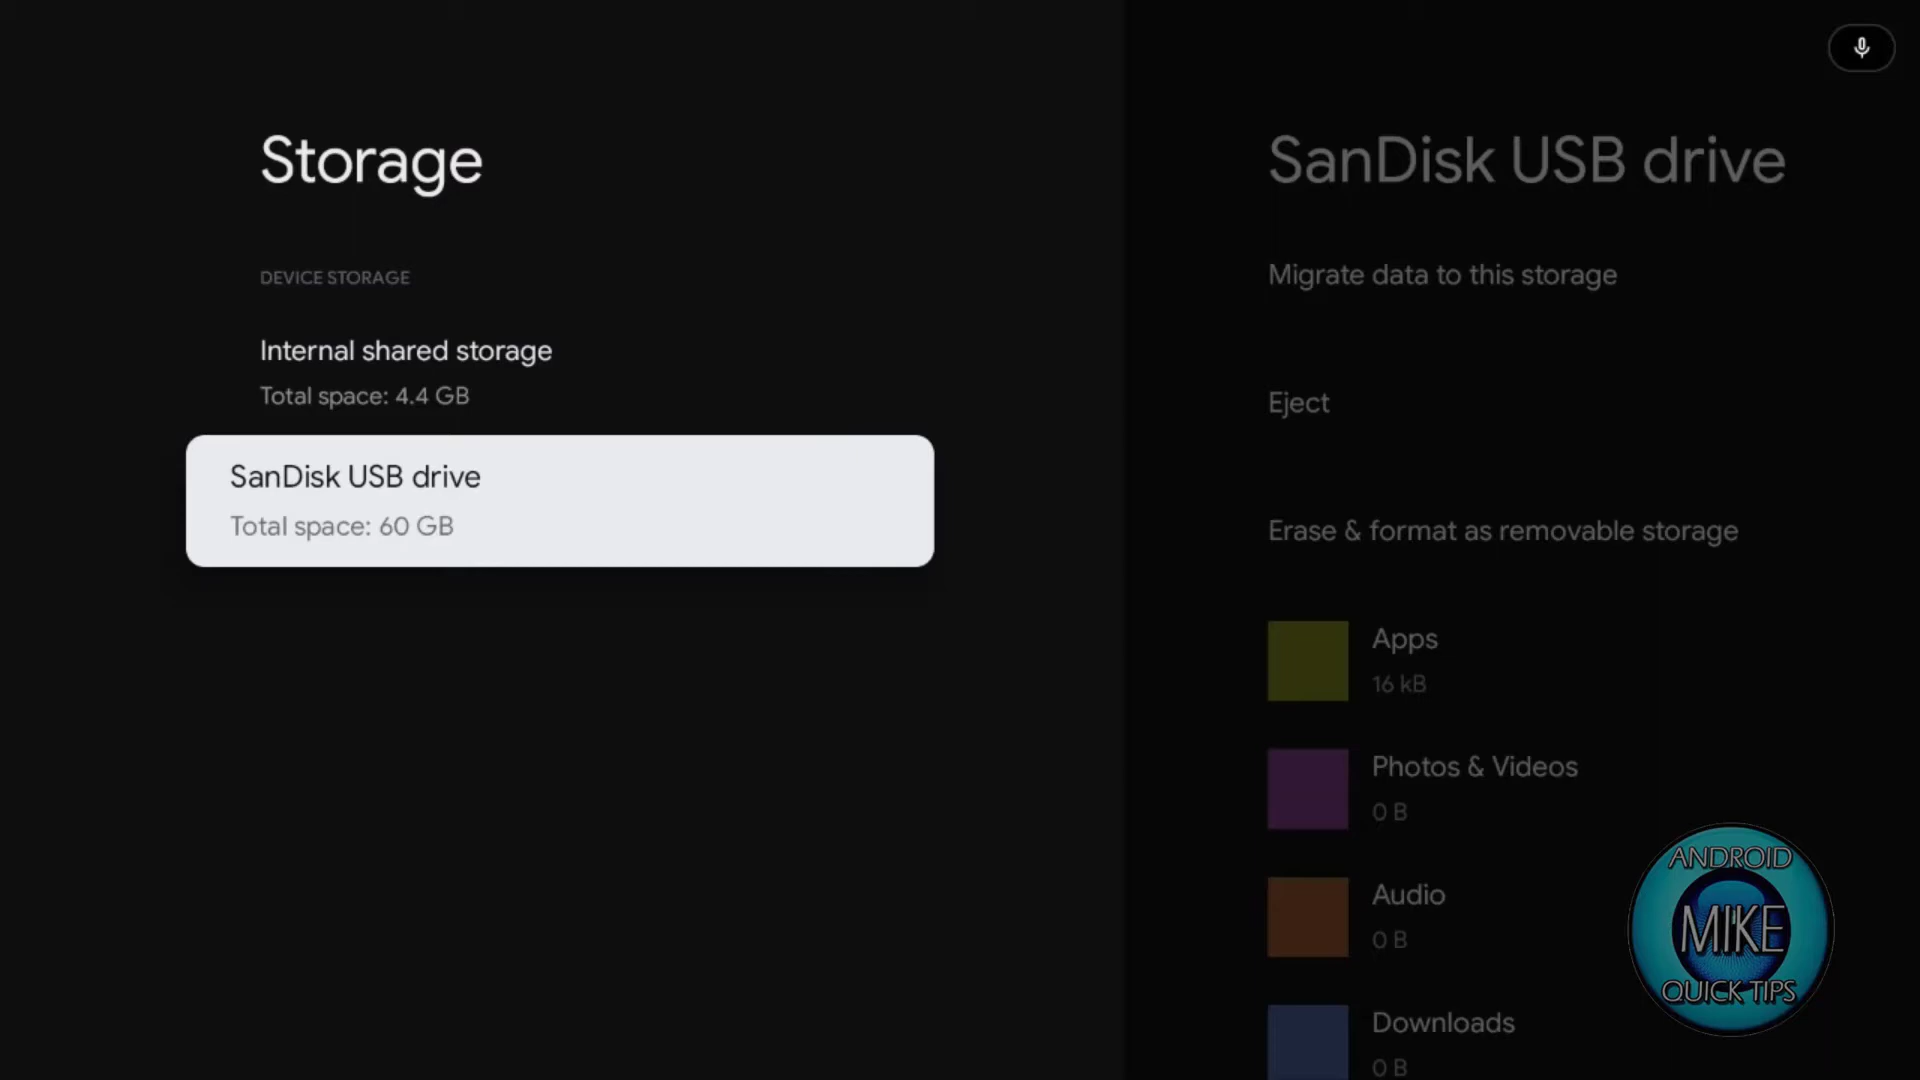 Storage
DEVICE STORAGE
Internal shared storage
Total space: 4.4 GB
SanDisk USB drive
Total space: 60 GB
SanDisk USB drive
Migrate data to this storage
Eject
Erase & format as removable storage
Apps
16 kB
Photos & Videos
0 B
Audio
0 B
Downloads
0 B
ANDROID
MIKE
QUICK TIPS